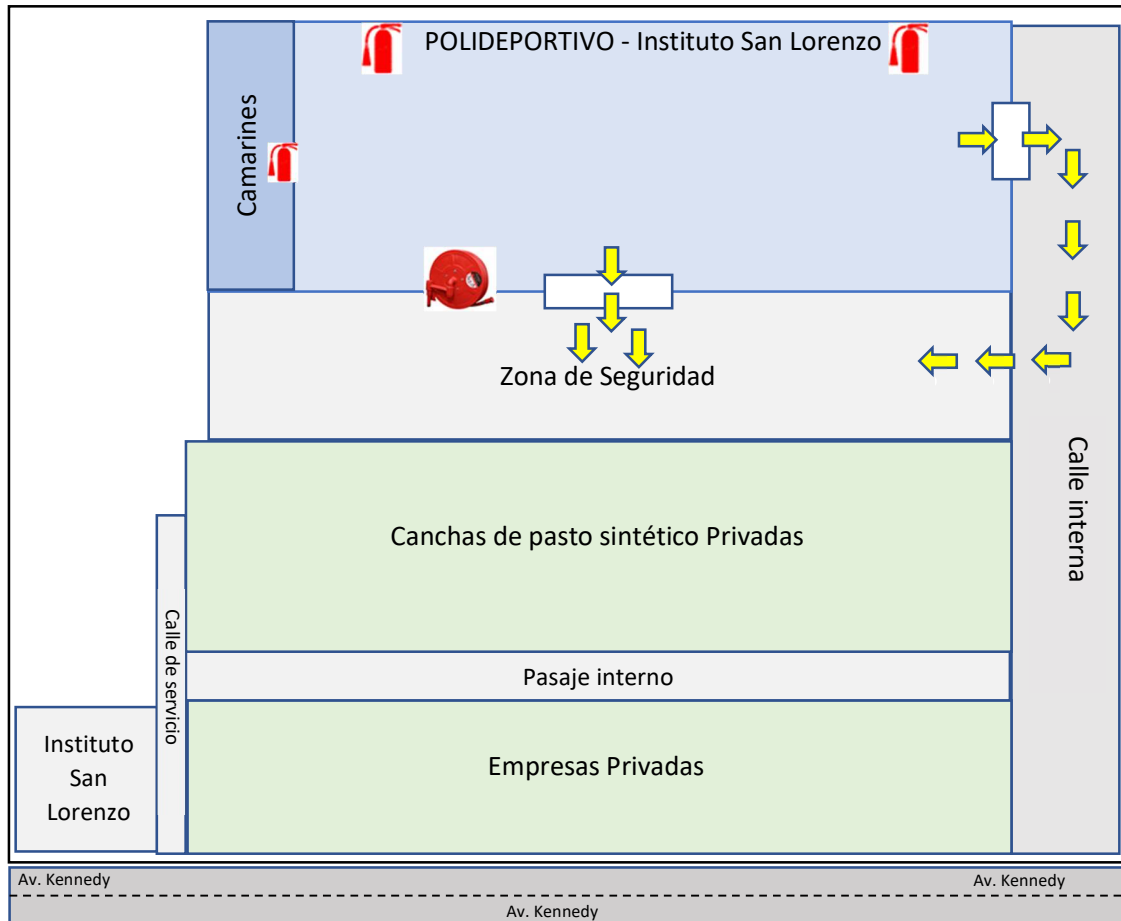 POLIDEPORTIVO - Instituto San Lorenzo
Camarines
Zona de Seguridad
Calle interna
Canchas de pasto sintético Privadas
Calle de servicio
Pasaje interno
Instituto
San
Lorenzo
Empresas Privadas
Av. Kennedy
Av. Kennedy
Av. Kennedy